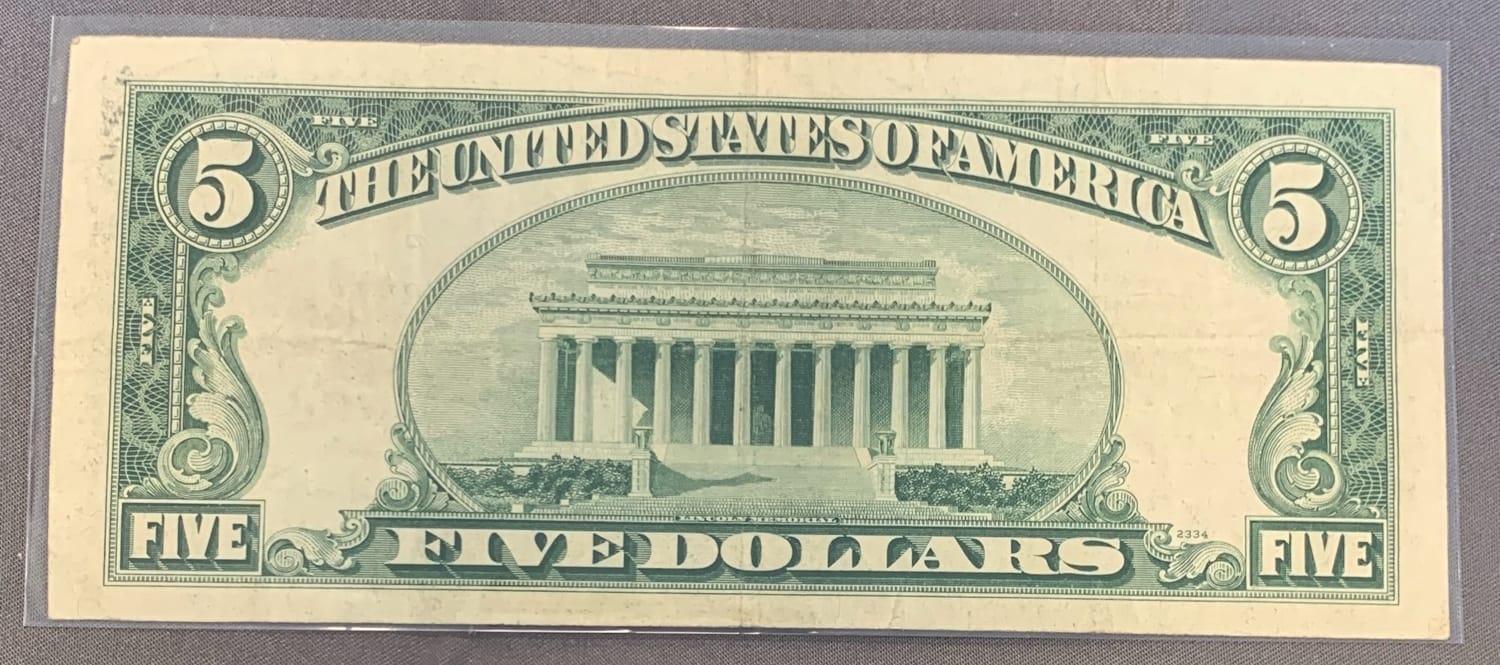 FIVE FIVE
5 THE UNITED STATES OF AMERICA 5
FIVE FIVE
LINCOLN MEMORIAL
FIVE FIVE DOLLARS 2334 FIVE